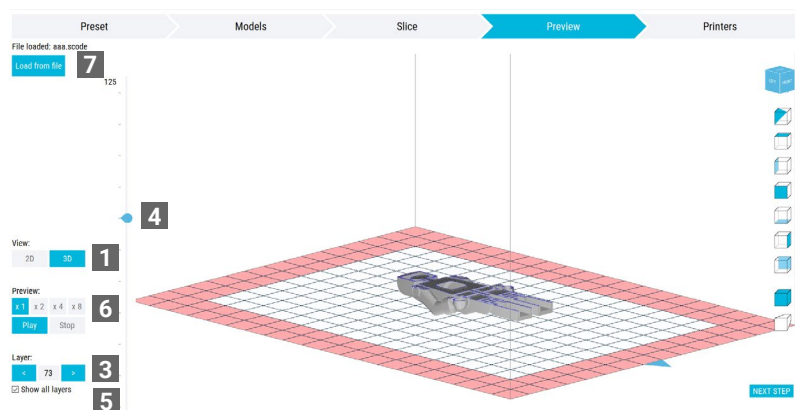 Preset Models Slice Preview Printers
File loaded: aaa.scode
Load from file 7
125
4
View:
2D 3D 1
Preview:
x 1 x 2 x 4 x 8 6
Play Stop
Layer:
< 73 > 3
Show all layers 5
NEXT STEP